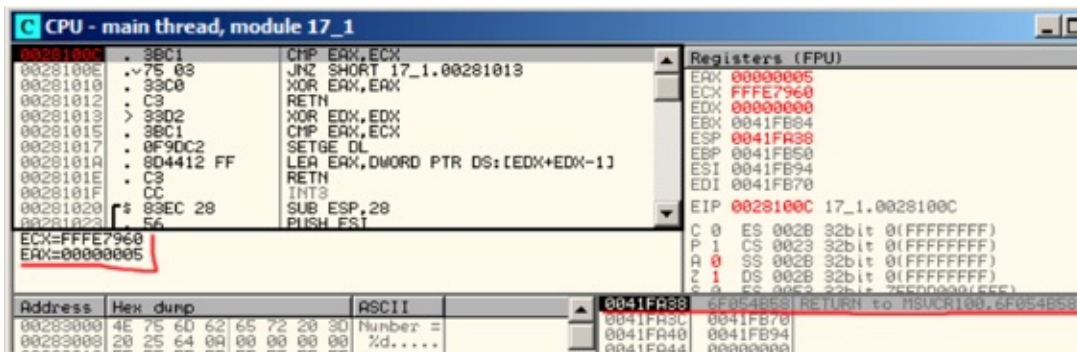 C CPU - main thread, module 17_1
0028100C . 3BC1 CMP EAX,ECX
0028100E .˅75 03 JNZ SHORT 17_1.00281013
00281010 . 33C0 XOR EAX,EAX
00281012 . C3 RETN
00281013 > 33D2 XOR EDX,EDX
00281015 . 3BC1 CMP EAX,ECX
00281017 . 0F9DC2 SETGE DL
0028101A . 8D4412 FF LEA EAX,DWORD PTR DS:[EDX+EDX-1]
0028101E . C3 RETN
0028101F CC INT3
00281020 $ 83EC 28 SUB ESP,28
00281023 . 56 PUSH ESI
ECX=FFFE7960
EAX=00000005
Registers (FPU)
EAX 00000005
ECX FFFE7960
EDX 00000000
EBX 0041FB84
ESP 0041FA38
EBP 0041FB50
ESI 0041FB94
EDI 0041FB70
EIP 0028100C 17_1.0028100C
C 0 ES 002B 32bit 0(FFFFFFFF)
P 1 CS 0023 32bit 0(FFFFFFFF)
A 0 SS 002B 32bit 0(FFFFFFFF)
Z 1 DS 002B 32bit 0(FFFFFFFF)
S 0 FS 0053 32bit
Address Hex dump ASCII
00283000 4E 75 6D 62 65 72 20 3D Number =
00283008 20 25 64 0A 00 00 00 00 %d.....
0041FA38 6F054B58 RETURN to MSVCR100.6F054B58
0041FA3C 0041FB70
0041FA40 0041FB94
0041FA44 00000000